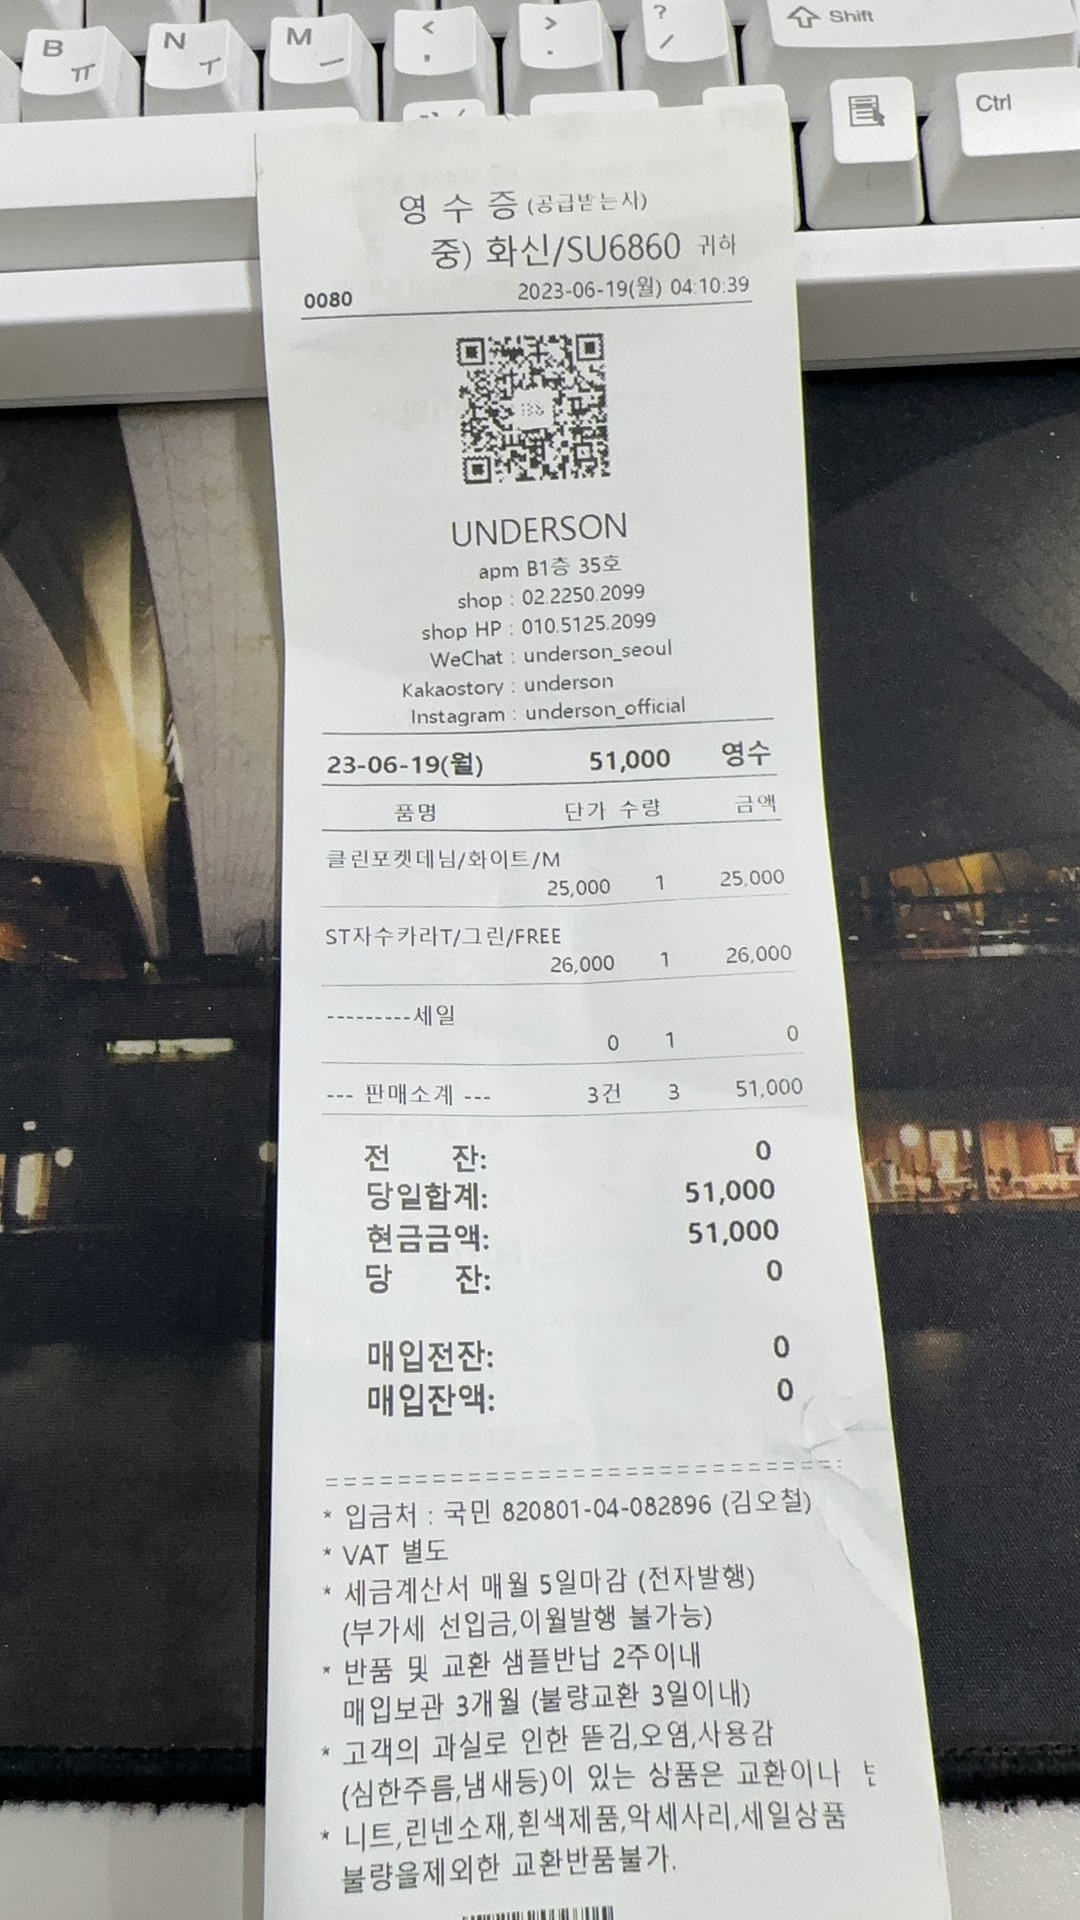 B ㅠ N ㅜ M ㅡ < , > . ? / Shift
Ctrl
영 수 증 (공급받는자)
중) 화신/SU6860 귀하
0080 2023-06-19(월) 04:10:39
UNDERSON
apm B1층 35호
shop : 02.2250.2099
shop HP : 010.5125.2099
WeChat : underson_seoul
Kakaostory : underson
Instagram : underson_official
23-06-19(월) 51,000 영수
품명 단가 수량 금액
클린포켓데님/화이트/M
25,000 1 25,000
ST자수카라T/그린/FREE
26,000 1 26,000
---------세일
0 1 0
--- 판매소계 --- 3건 3 51,000
전 잔: 0
당일합계: 51,000
현금금액: 51,000
당 잔: 0
매입전잔: 0
매입잔액: 0
* 입금처 : 국민 820801-04-082896 (김오철)
* VAT 별도
* 세금계산서 매월 5일마감 (전자발행)
(부가세 선입금,이월발행 불가능)
* 반품 및 교환 샘플반납 2주이내
매입보관 3개월 (불량교환 3일이내)
* 고객의 과실로 인한 뜯김,오염,사용감
(심한주름,냄새등)이 있는 상품은 교환이나
* 니트,린넨소재,흰색제품,악세사리,세일상품
불량을제외한 교환반품불가.